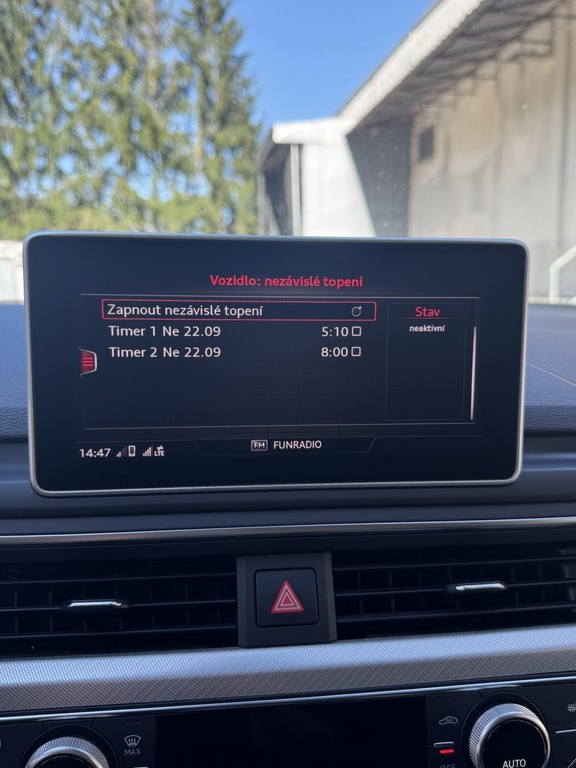 Vozidlo: nezávislé topení
Zapnout nezávislé topení
Timer 1 Ne 22.09 5:10
Timer 2 Ne 22.09 8:00
Stav
neaktivní
14:47 LTE
FM FUNRADIO
MAX
OFF
AUTO